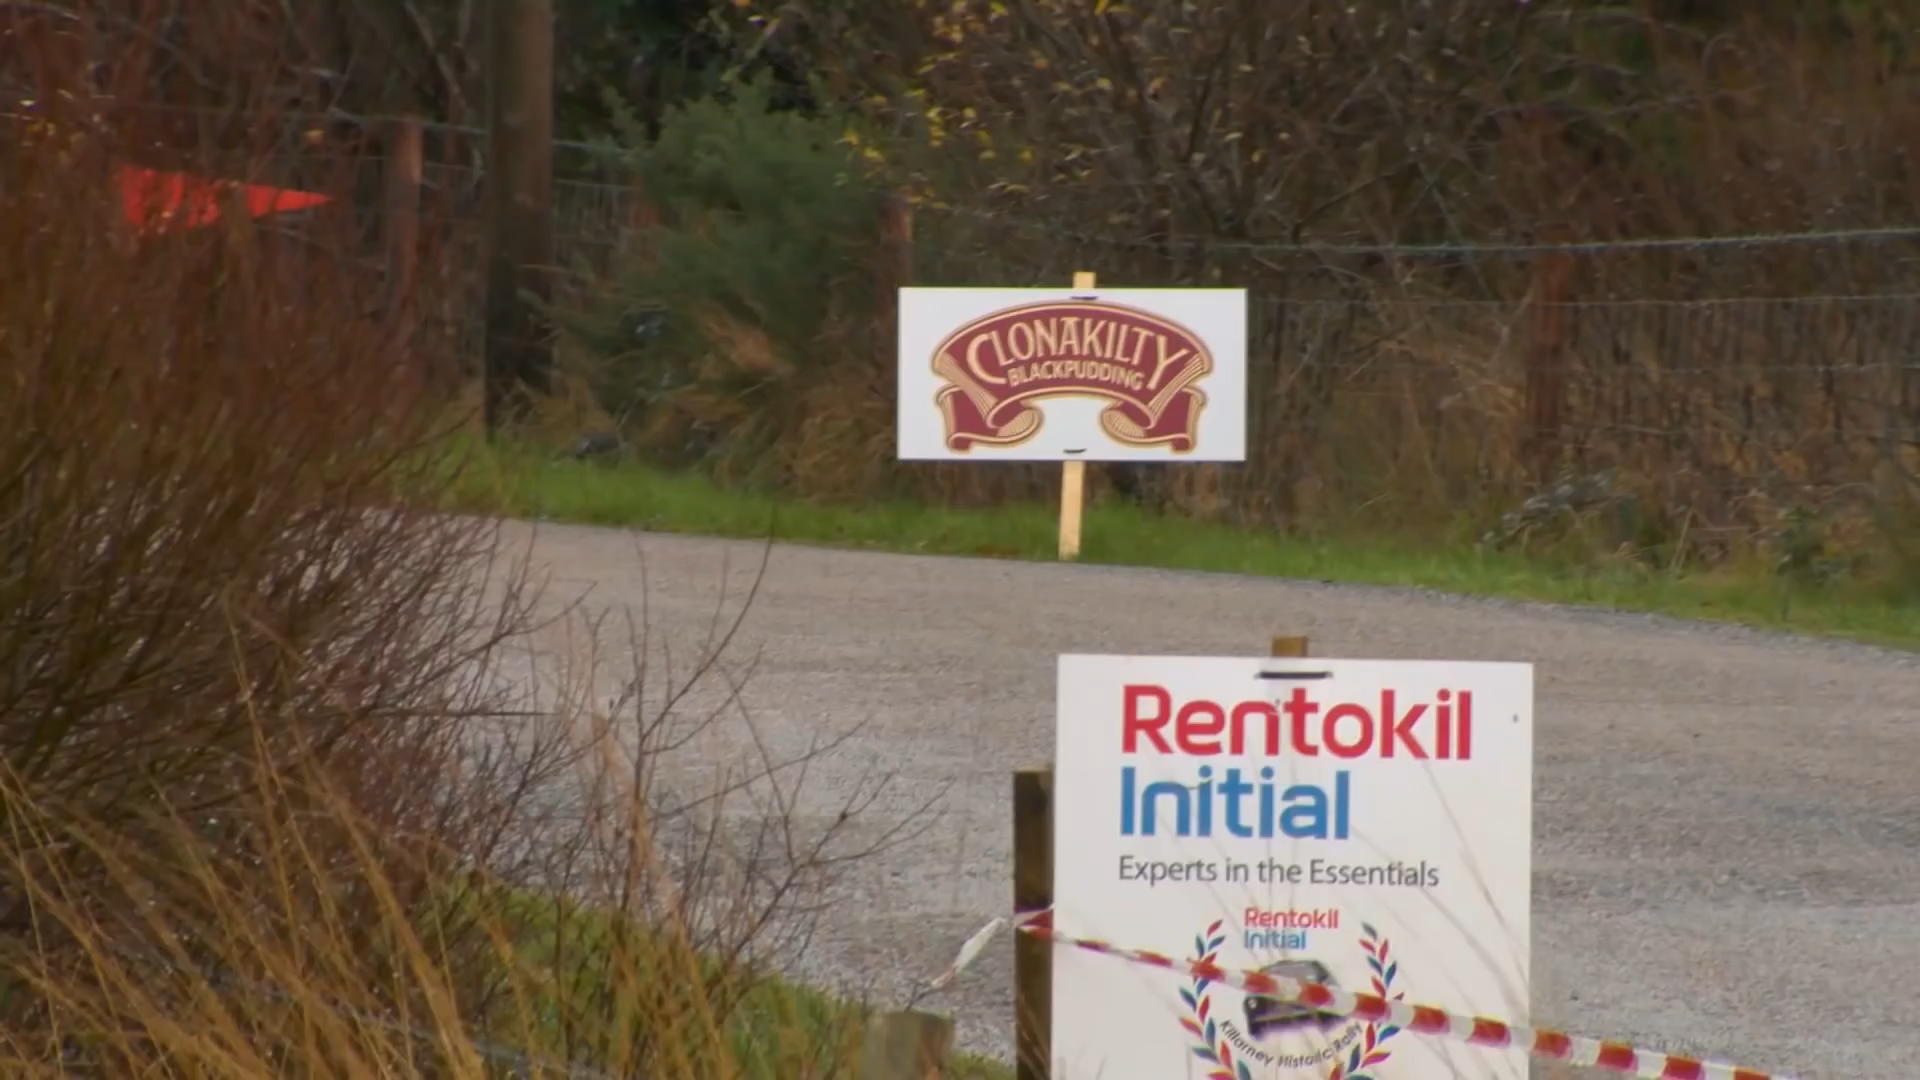 CLONAKILTY
BLACKPUDDING
Rentokil
Initial
Experts in the Essentials
Rentokil
Initial
Killarney Historic Rally